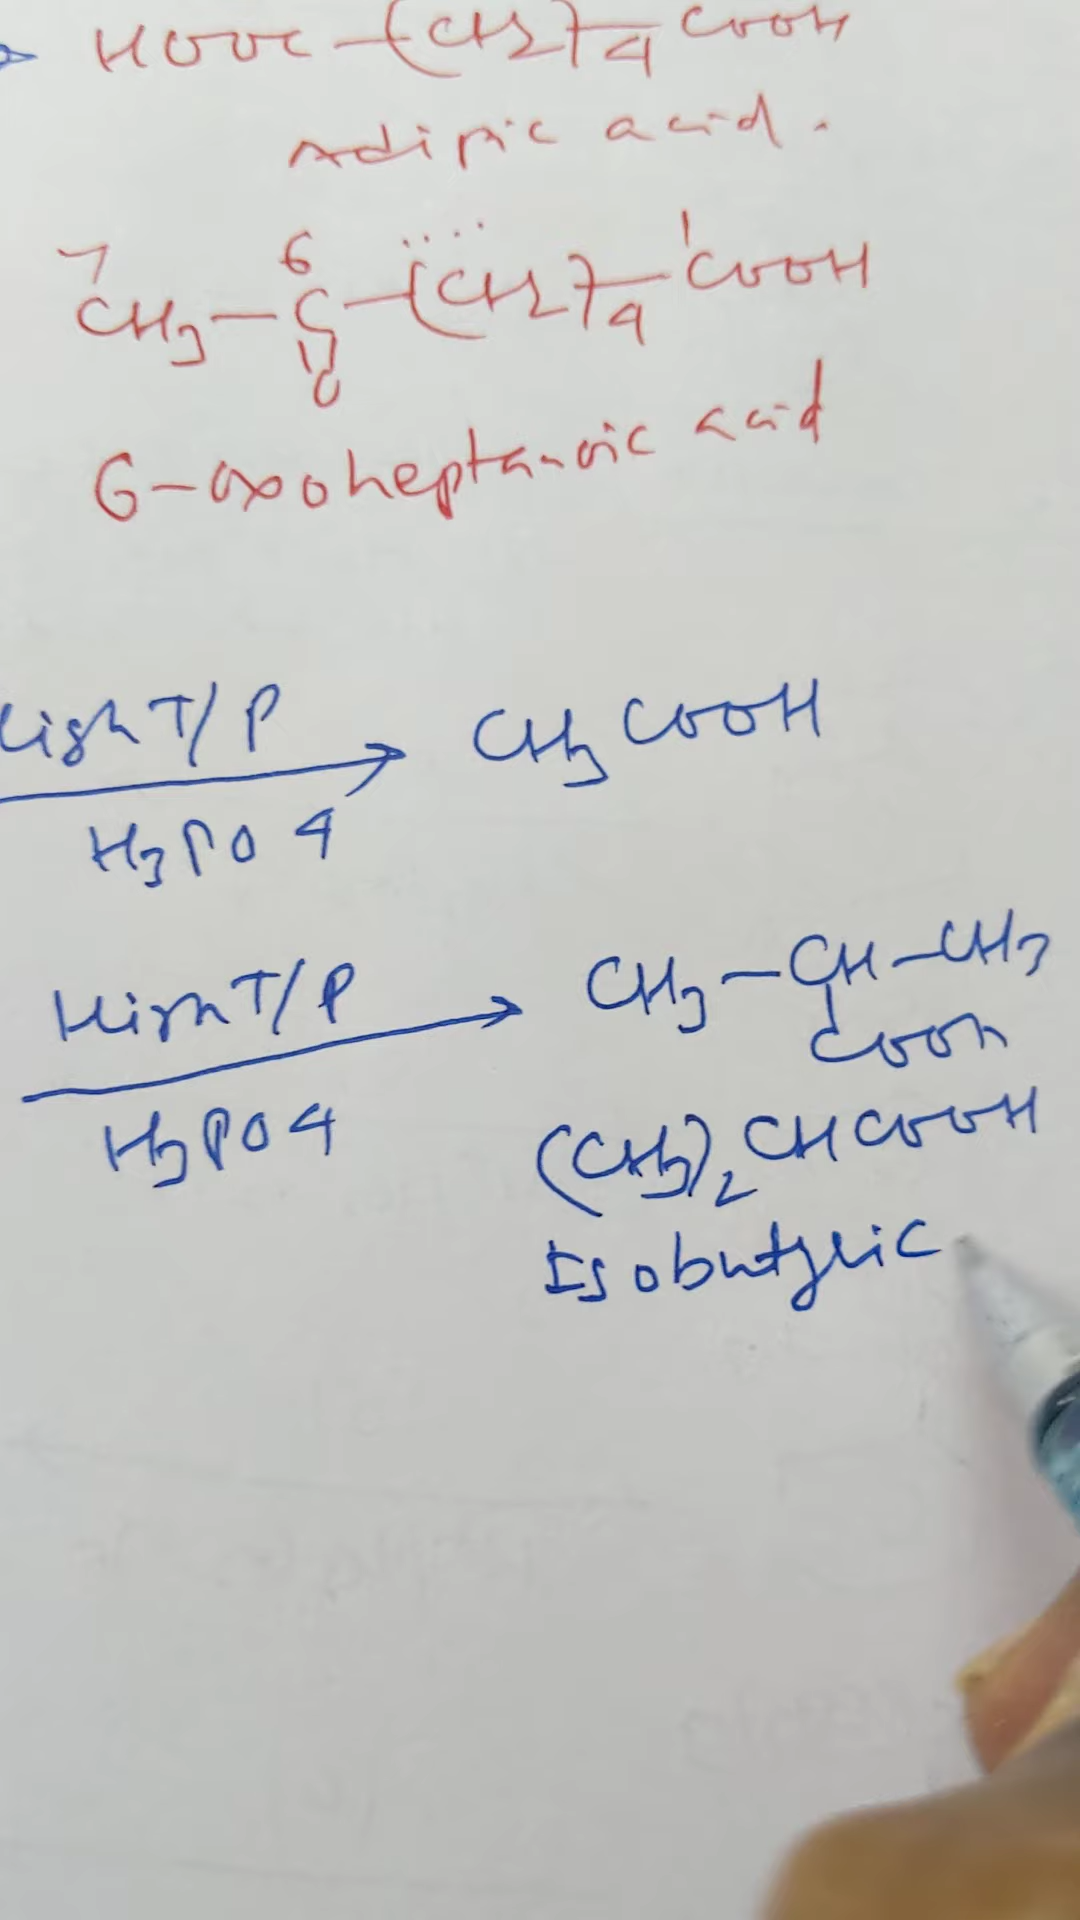 HOOC-(CH2)4-COOH
Adipic acid.
7 6 .... 1
CH3-C-(CH2)4-COOH
O
6-oxoheptanoic acid
High T/P
CH3COOH
H3PO4
High T/P
CH3-CH-CH3
COOH
H3PO4
(CH3)2CHCOOH
Isobutyric